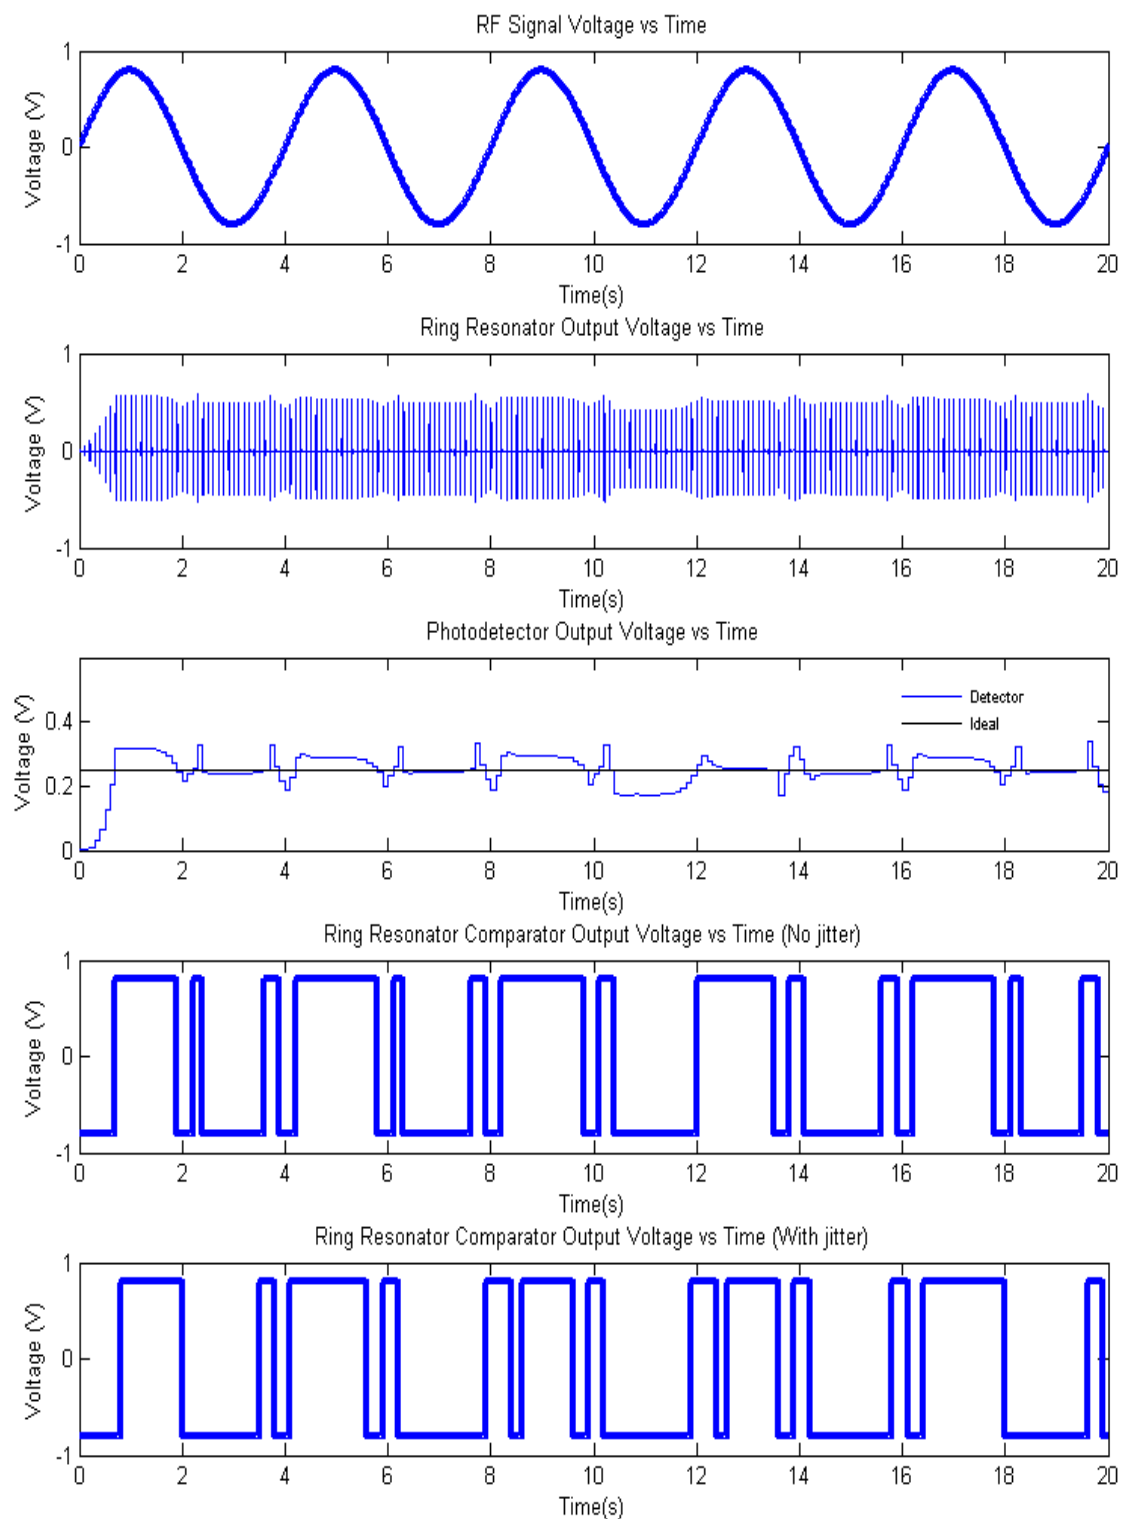 RF Signal Voltage vs Time
1
0
-1
Voltage (V)
0 2 4 6 8 10 12 14 16 18 20
Time(s)
Ring Resonator Output Voltage vs Time
1
0
-1
Voltage (V)
0 2 4 6 8 10 12 14 16 18 20
Time(s)
Photodetector Output Voltage vs Time
0.4
0.2
0
Voltage (V)
Detector
Ideal
0 2 4 6 8 10 12 14 16 18 20
Time(s)
Ring Resonator Comparator Output Voltage vs Time (No jitter)
1
0
-1
Voltage (V)
0 2 4 6 8 10 12 14 16 18 20
Time(s)
Ring Resonator Comparator Output Voltage vs Time (With jitter)
1
0
-1
Voltage (V)
0 2 4 6 8 10 12 14 16 18 20
Time(s)